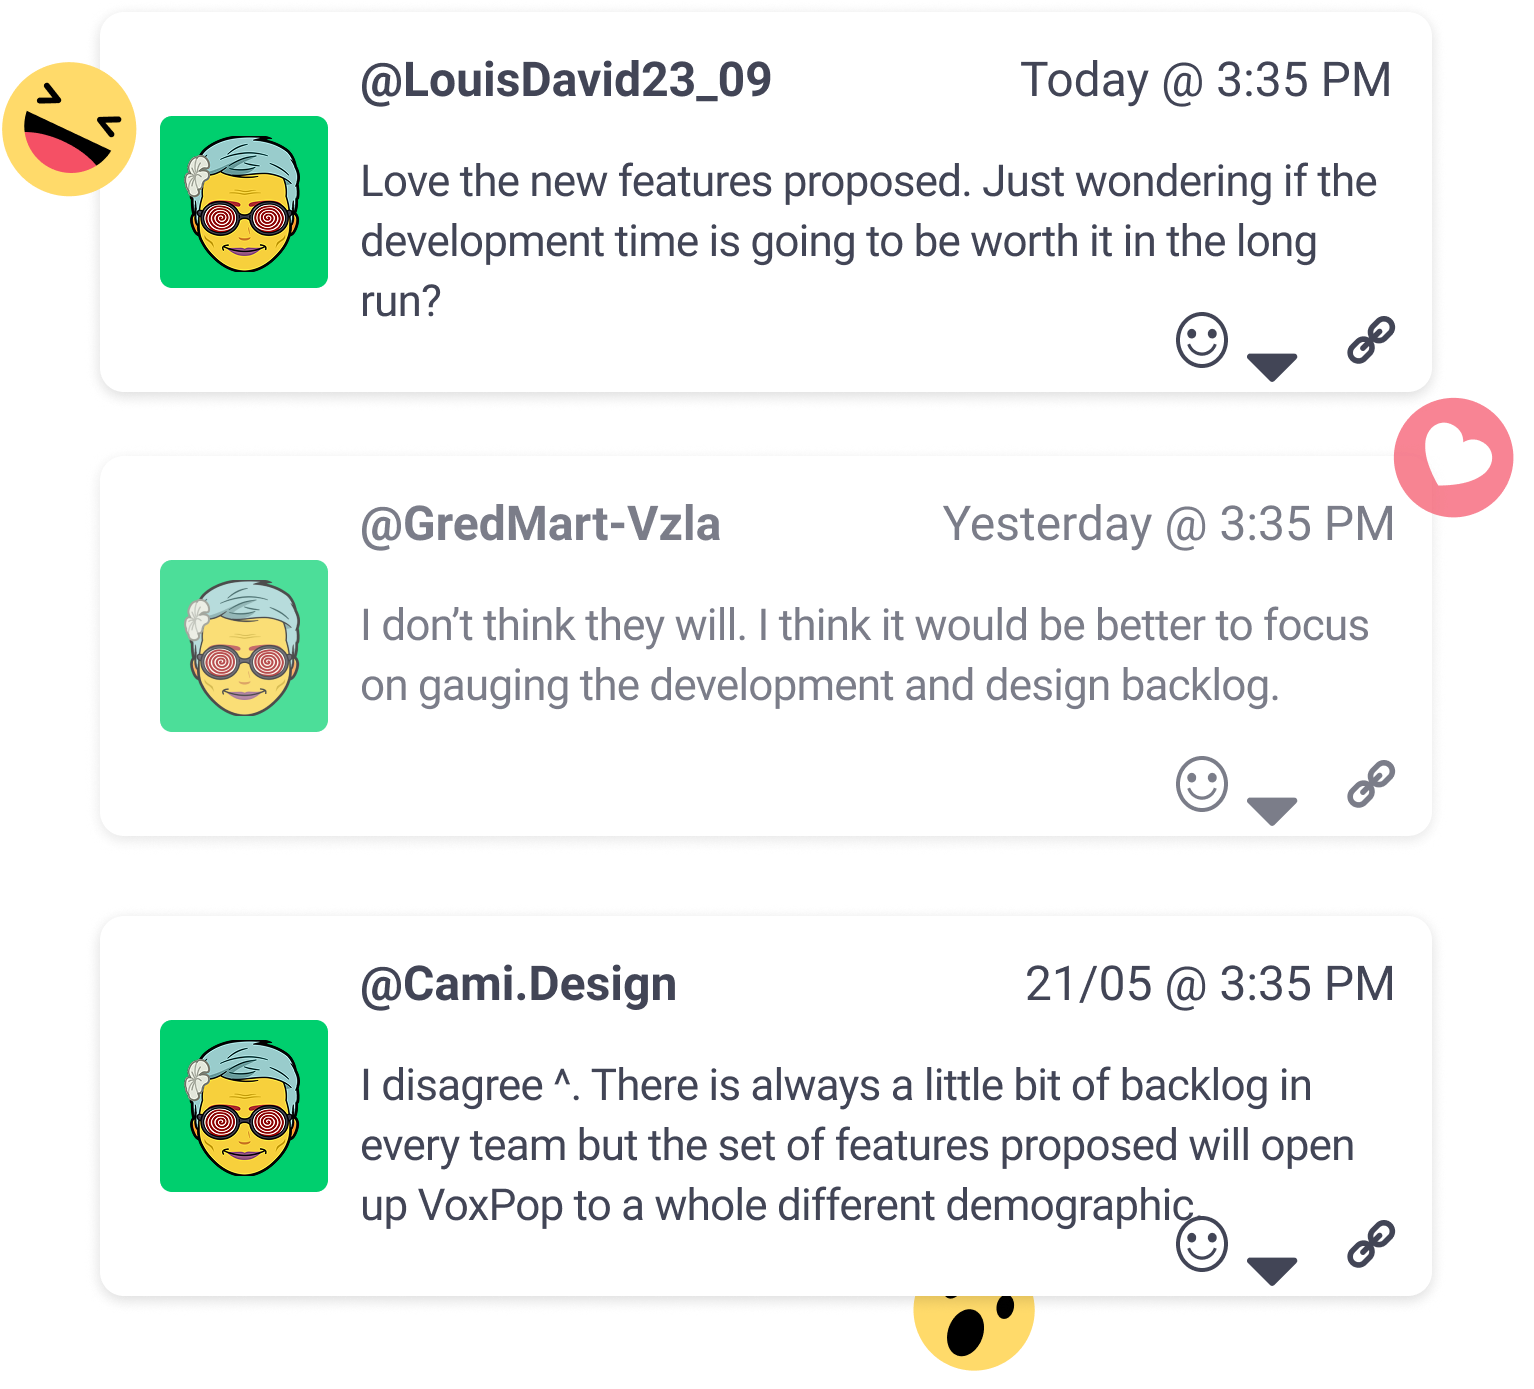 @LouisDavid23_09
Today @ 3:35 PM
Love the new features proposed. Just wondering if the
development time is going to be worth it in the long
run?
@GredMart-Vzla
Yesterday @ 3:35 PM
I don’t think they will. I think it would be better to focus
on gauging the development and design backlog.
@Cami.Design
21/05 @ 3:35 PM
I disagree ^. There is always a little bit of backlog in
every team but the set of features proposed will open
up VoxPop to a whole different demographic.